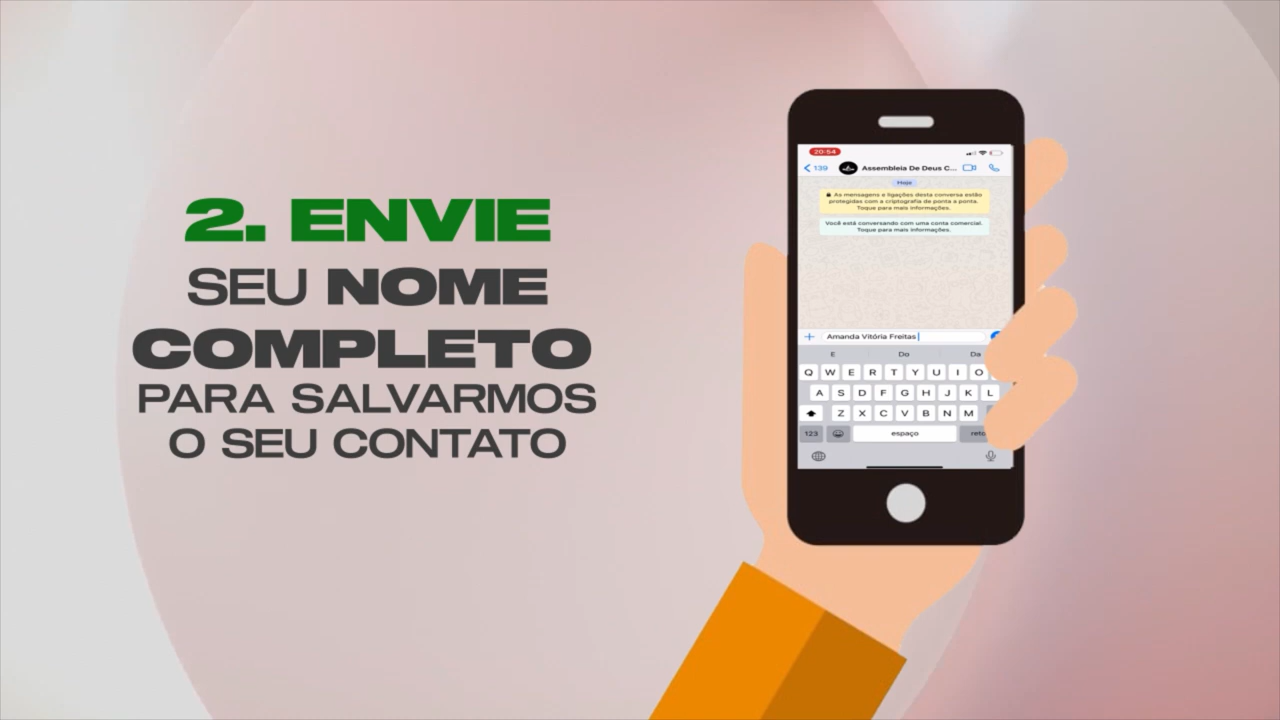 2. ENVIE
SEU NOME
COMPLETO
PARA SALVARMOS
O SEU CONTATO
20:54
139
Assembleia De Deus C...
Hoje
As mensagens e ligações desta conversa estão
protegidas com a criptografia de ponta a ponta.
Toque para mais informações.
Você está conversando com uma conta comercial.
Toque para mais informações.
Amanda Vitória Freitas
E Do Da
Q W E R T Y U I O
A S D F G H J K L
Z X C V B N M
123 espaço reto